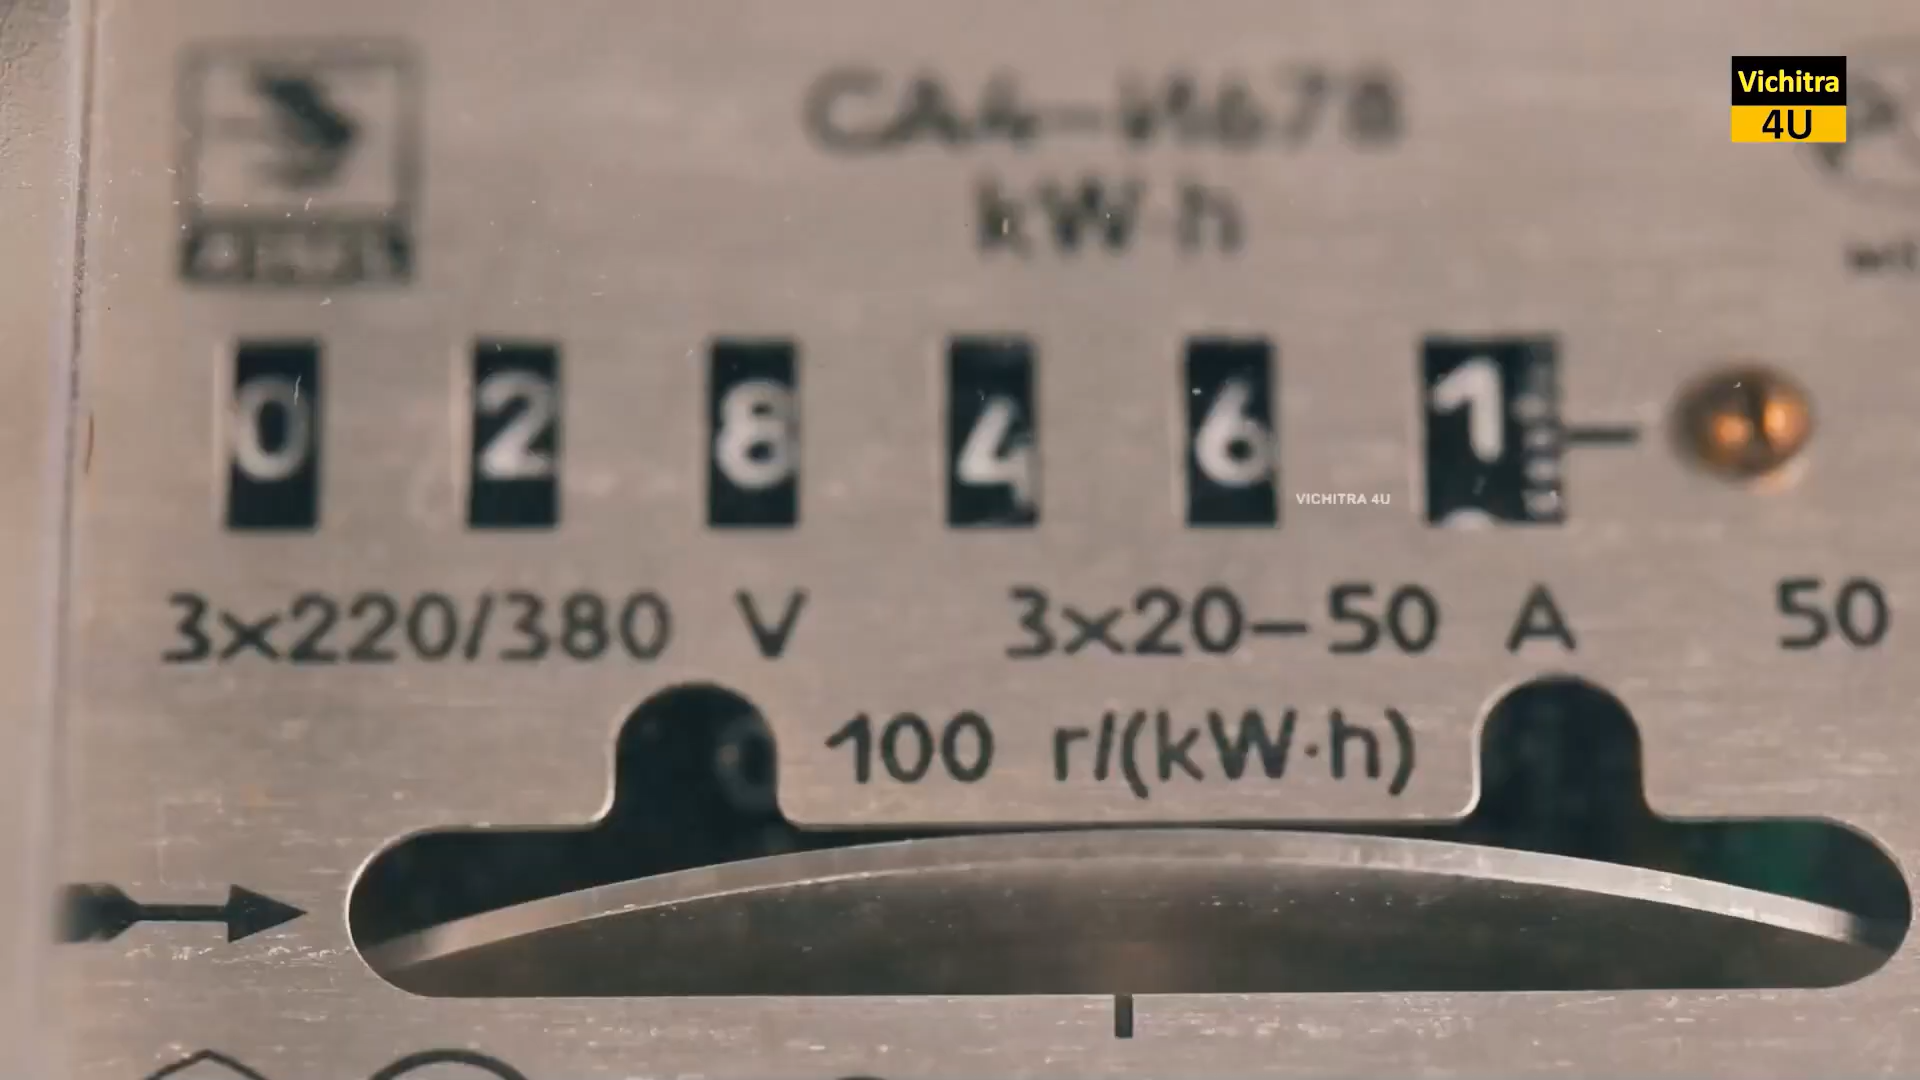 Vichitra
4U
СА4-И678
kW·h
0 2 8 4 6 1
VICHITRA 4U
3×220/380 V 3×20-50 A 50
100 r/(kW·h)